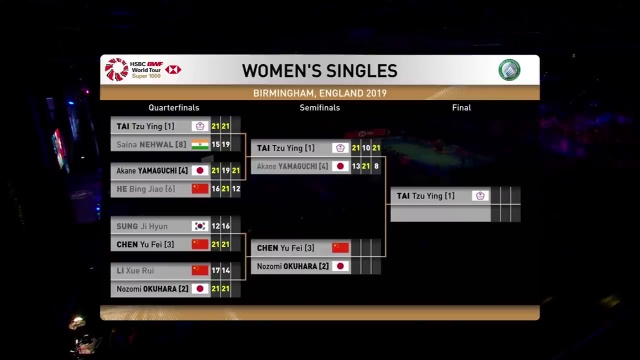 HSBC BWF
World Tour
Super 1000
WOMEN'S SINGLES
BIRMINGHAM, ENGLAND 2019
Quarterfinals
Semifinals
Final
TAI Tzu Ying [1] 21 21
Saina NEHWAL [8] 15 19
Akane YAMAGUCHI [4] 21 19 21
HE Bing Jiao [6] 16 21 12
SUNG Ji Hyun 12 16
CHEN Yu Fei [3] 21 21
LI Xue Rui 17 14
Nozomi OKUHARA [2] 21 21
TAI Tzu Ying [1] 21 10 21
Akane YAMAGUCHI [4] 13 21 8
CHEN Yu Fei [3]
Nozomi OKUHARA [2]
TAI Tzu Ying [1]